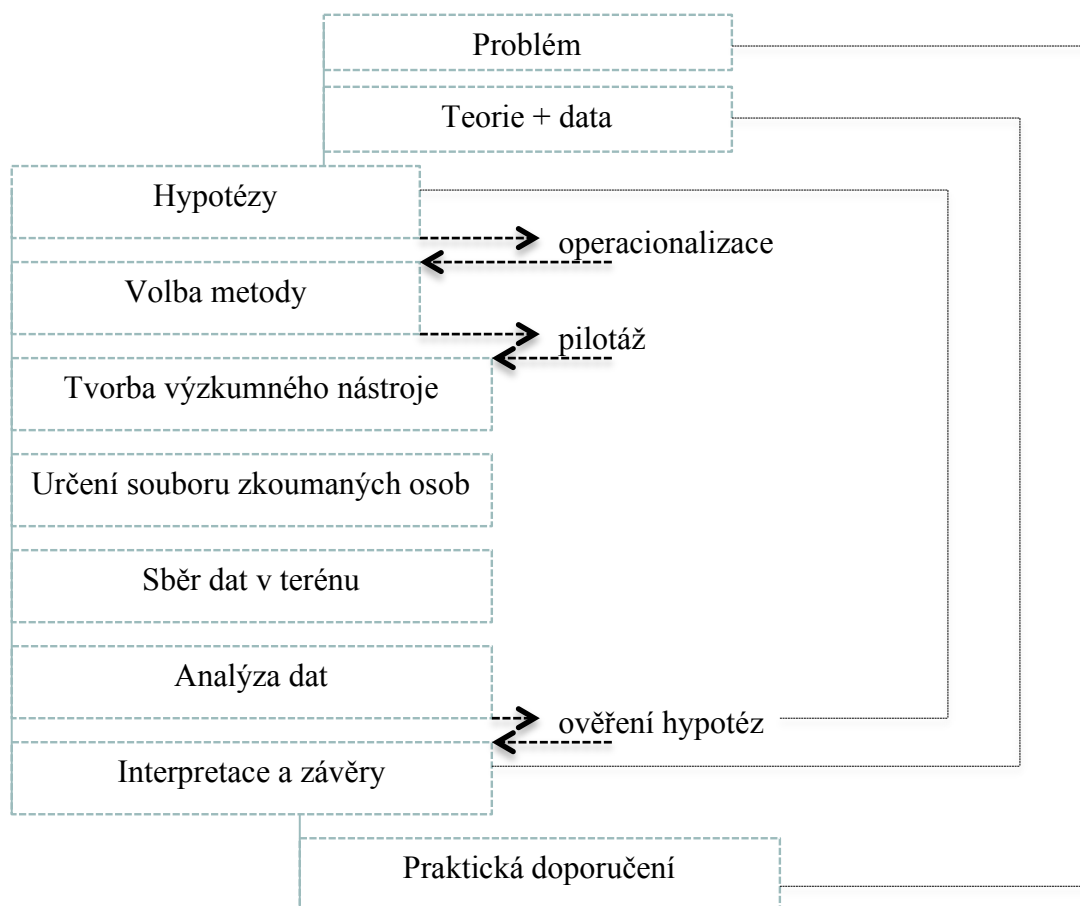 Problém
Teorie + data
Hypotézy
operacionalizace
Volba metody
pilotáž
Tvorba výzkumného nástroje
Určení souboru zkoumaných osob
Sběr dat v terénu
Analýza dat
ověření hypotéz
Interpretace a závěry
Praktická doporučení